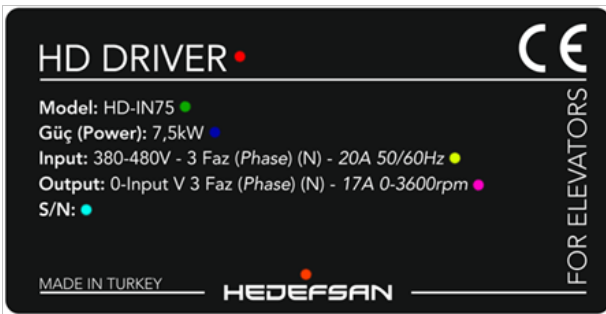 HD DRIVER
CE
Model: HD-IN75
Güç (Power): 7,5kW
Input: 380-480V - 3 Faz (Phase) (N) - 20A 50/60Hz
Output: 0-Input V 3 Faz (Phase) (N) - 17A 0-3600rpm
S/N:
FOR ELEVATORS
MADE IN TURKEY
HEDEFSAN